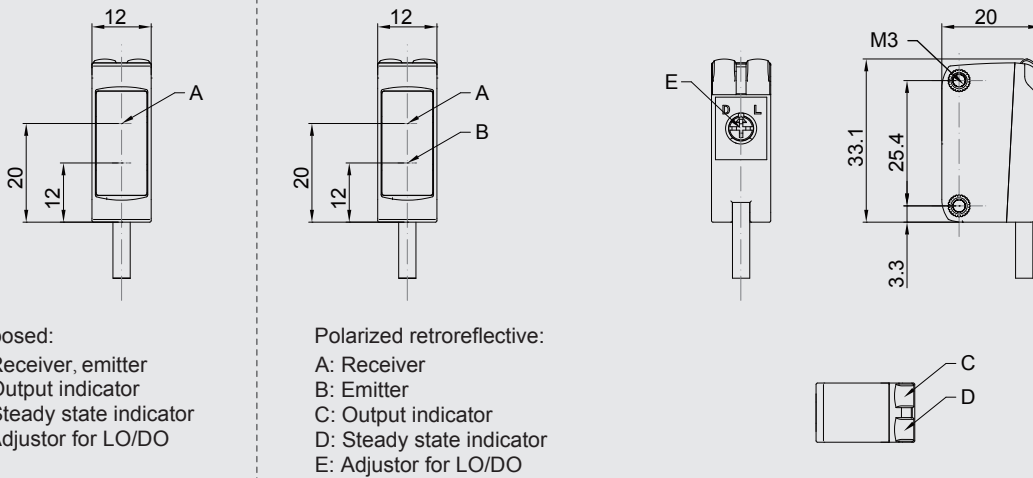 12
A
20
12
12
A
B
20
12
E
D L
20
M3
33.1
25.4
3.3
C
D
posed:
Receiver, emitter
Output indicator
Steady state indicator
Adjustor for LO/DO
Polarized retroreflective:
A: Receiver
B: Emitter
C: Output indicator
D: Steady state indicator
E: Adjustor for LO/DO